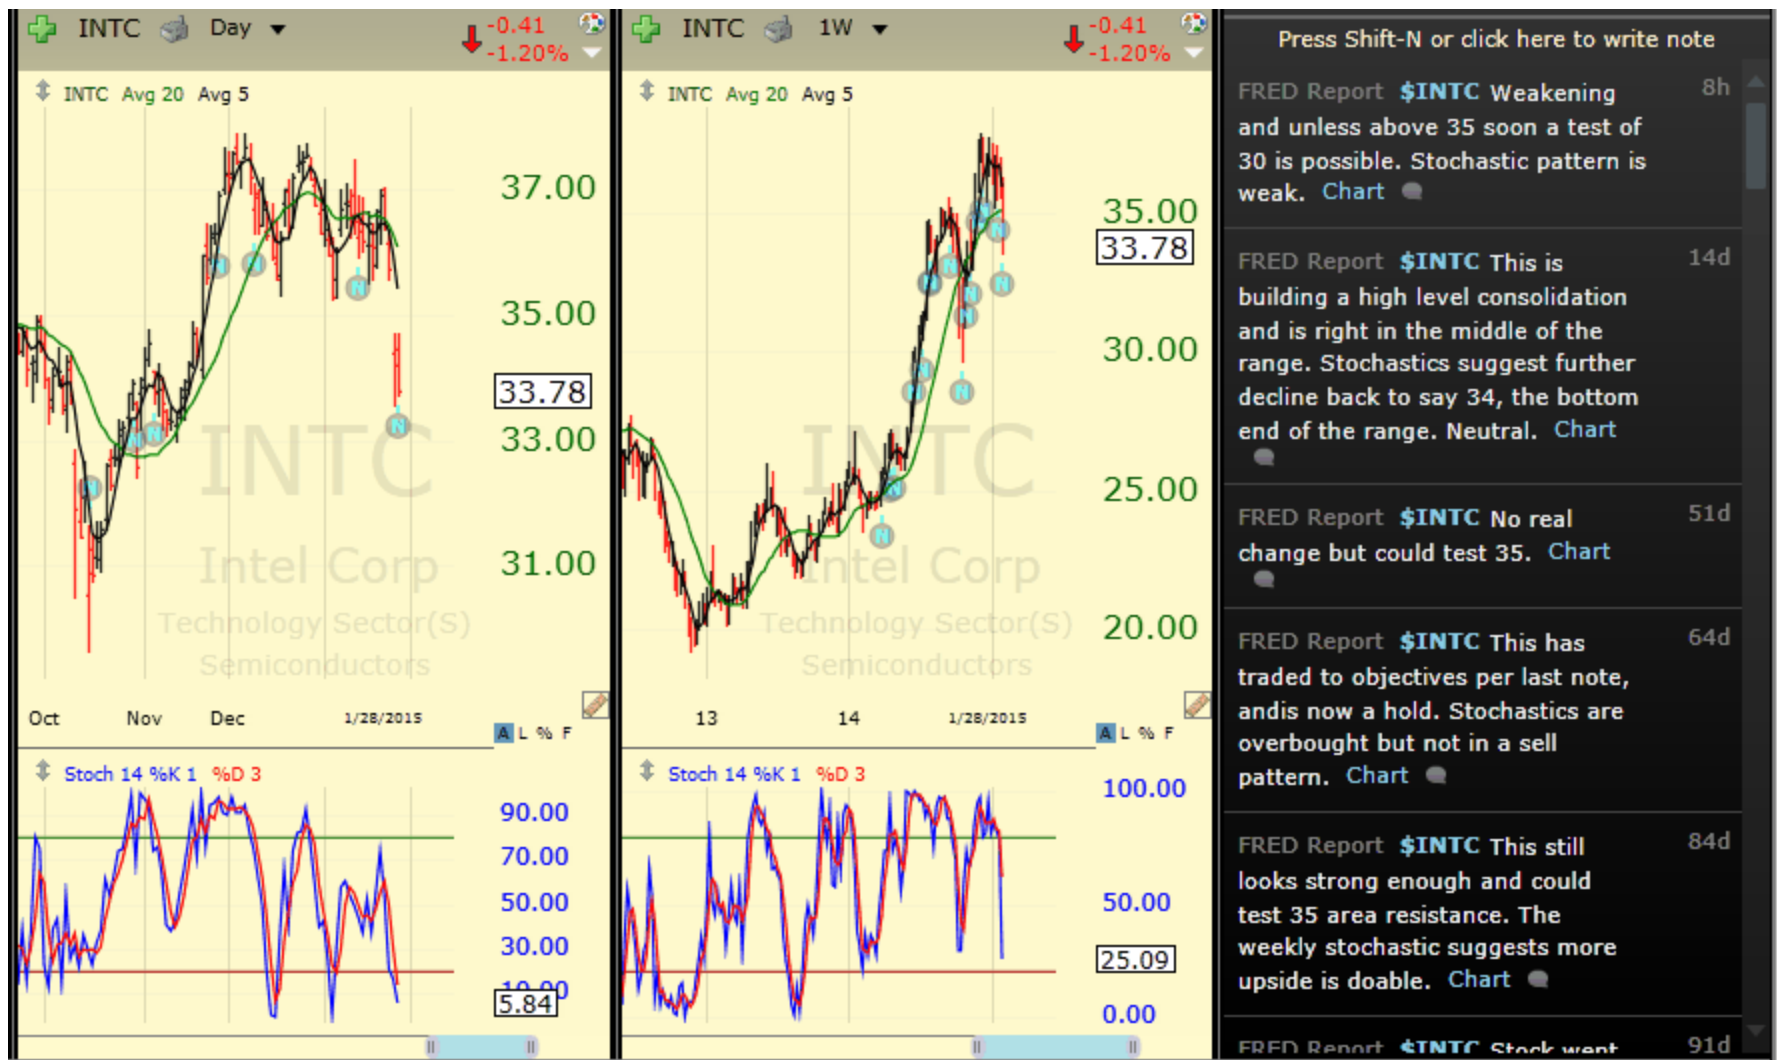 INTC Day -0.41
-1.20%
INTC Avg 20 Avg 5
37.00
35.00
33.78
33.00
31.00
INTC
Intel Corp
Technology Sector(S)
Semiconductors
N N N N N N N
Oct Nov Dec 1/28/2015
A L % F
Stoch 14 %K 1 %D 3
90.00
70.00
50.00
30.00
10.00
5.84
INTC 1W -0.41
-1.20%
INTC Avg 20 Avg 5
35.00
33.78
30.00
25.00
20.00
INTC
Intel Corp
Technology Sector(S)
Semiconductors
N N N N N N N N N N N N
13 14 1/28/2015
A L % F
Stoch 14 %K 1 %D 3
100.00
50.00
25.09
0.00
Press Shift-N or click here to write note
FRED Report $INTC Weakening 8h
and unless above 35 soon a test of
30 is possible. Stochastic pattern is
weak. Chart
FRED Report $INTC This is 14d
building a high level consolidation
and is right in the middle of the
range. Stochastics suggest further
decline back to say 34, the bottom
end of the range. Neutral. Chart
FRED Report $INTC No real 51d
change but could test 35. Chart
FRED Report $INTC This has 64d
traded to objectives per last note,
andis now a hold. Stochastics are
overbought but not in a sell
pattern. Chart
FRED Report $INTC This still 84d
looks strong enough and could
test 35 area resistance. The
weekly stochastic suggests more
upside is doable. Chart
FRED Report $INTC Stock went 91d